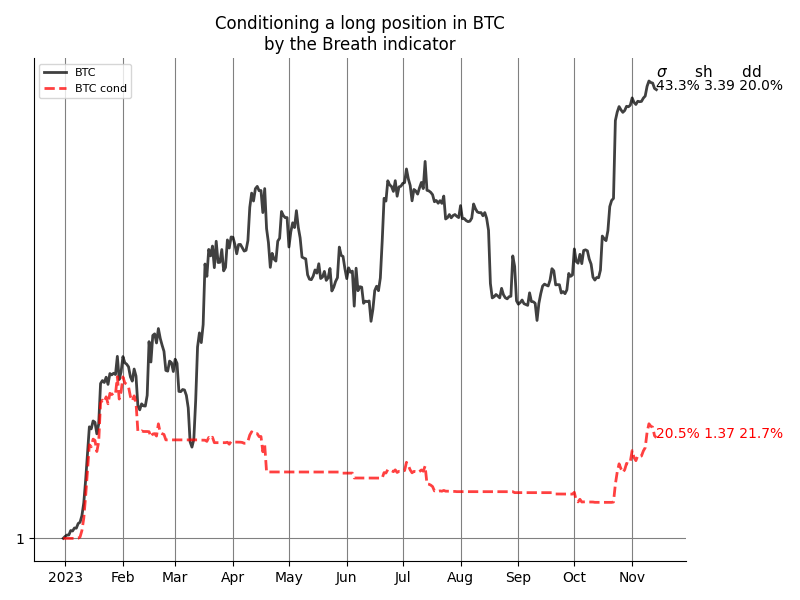 Conditioning a long position in BTC
by the Breath indicator
BTC
BTC cond
σ sh dd
43.3% 3.39 20.0%
20.5% 1.37 21.7%
1
2023 Feb Mar Apr May Jun Jul Aug Sep Oct Nov